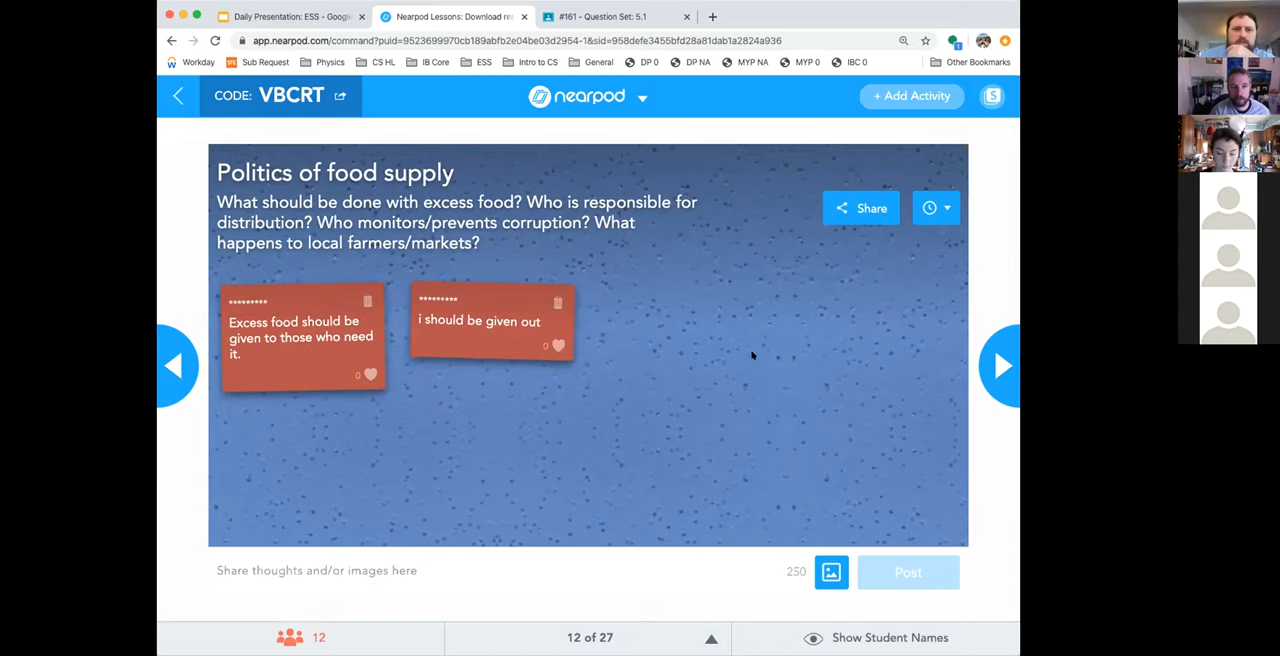 Daily Presentation: ESS - Google
Nearpod Lessons: Download re
#161 - Question Set: 5.1
app.nearpod.com/command?puid=9523699970cb189abfb2e04be03d2954-1&sid=958defe3455bfd28a81dab1a2824a936
Workday
Sub Request
Physics
CS HL
IB Core
ESS
Intro to CS
General
DP 0
DP NA
MYP NA
MYP 0
IBC 0
Other Bookmarks
CODE: VBCRT
nearpod
+ Add Activity
S
Politics of food supply
What should be done with excess food? Who is responsible for
distribution? Who monitors/prevents corruption? What
happens to local farmers/markets?
Share
*********
Excess food should be
given to those who need
it.
0
*********
i should be given out
0
Share thoughts and/or images here
250
Post
12
12 of 27
Show Student Names